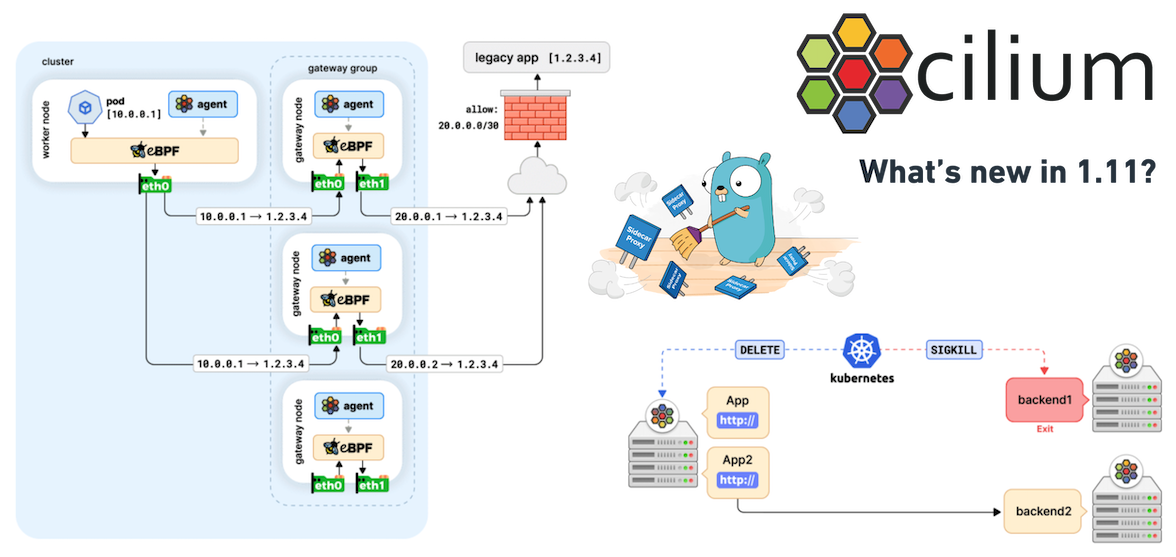 cluster
worker node
pod
[10.0.0.1]
agent
eBPF
eth0
gateway group
gateway node
agent
eBPF
eth0
eth1
10.0.0.1 → 1.2.3.4
20.0.0.1 → 1.2.3.4
gateway node
agent
eBPF
eth0
eth1
10.0.0.1 → 1.2.3.4
20.0.0.2 → 1.2.3.4
gateway node
agent
eBPF
eth0
eth1
legacy app [1.2.3.4]
allow:
20.0.0.0/30
cilium
What's new in 1.11?
Sidecar
Proxy
Sidecar
Proxy
Sidecar
Proxy
Sidecar
Proxy
Sidecar
Proxy
DELETE
kubernetes
SIGKILL
App
http://
App2
http://
backend1
Exit
backend2